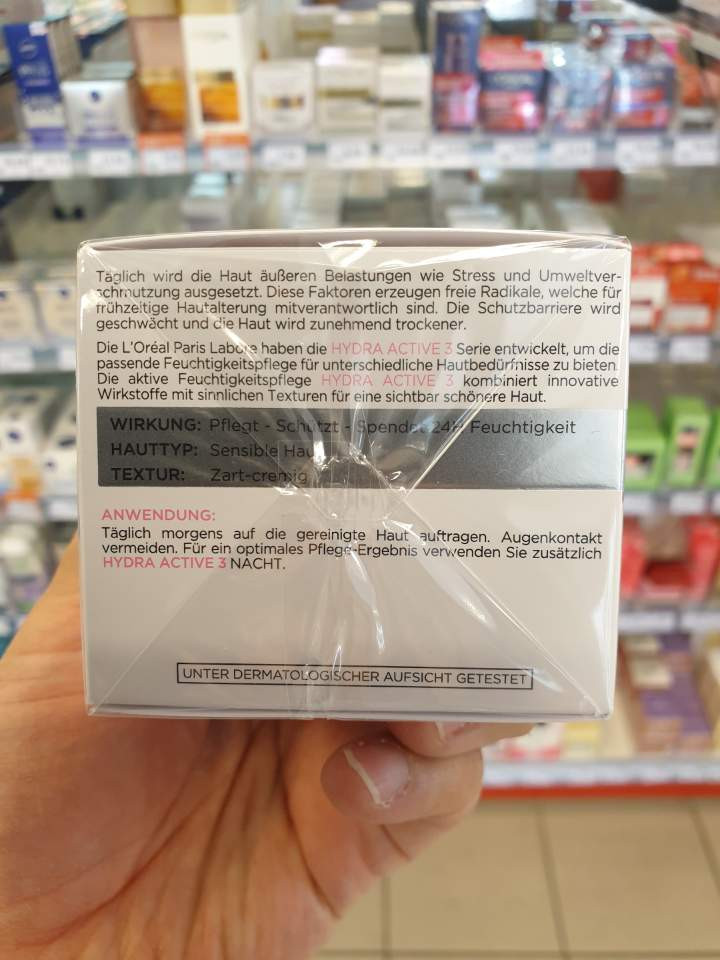 Täglich wird die Haut äußeren Belastungen wie Stress und Umweltver-
schmutzung ausgesetzt. Diese Faktoren erzeugen freie Radikale, welche für
frühzeitige Hautalterung mitverantwortlich sind. Die Schutzbarriere wird
geschwächt und die Haut wird zunehmend trockener.
Die L'Oréal Paris Labore haben die HYDRA ACTIVE 3 Serie entwickelt, um die
passende Feuchtigkeitspflege für unterschiedliche Hautbedürfnisse zu bieten.
Die aktive Feuchtigkeitspflege HYDRA ACTIVE 3 kombiniert innovative
Wirkstoffe mit sinnlichen Texturen für eine sichtbar schönere Haut.
WIRKUNG: Pflegt - Schützt - Spendet 24H Feuchtigkeit
HAUTTYP: Sensible Haut
TEXTUR: Zart-cremig
ANWENDUNG:
Täglich morgens auf die gereinigte Haut auftragen. Augenkontakt
vermeiden. Für ein optimales Pflege-Ergebnis verwenden Sie zusätzlich
HYDRA ACTIVE 3 NACHT.
UNTER DERMATOLOGISCHER AUFSICHT GETESTET